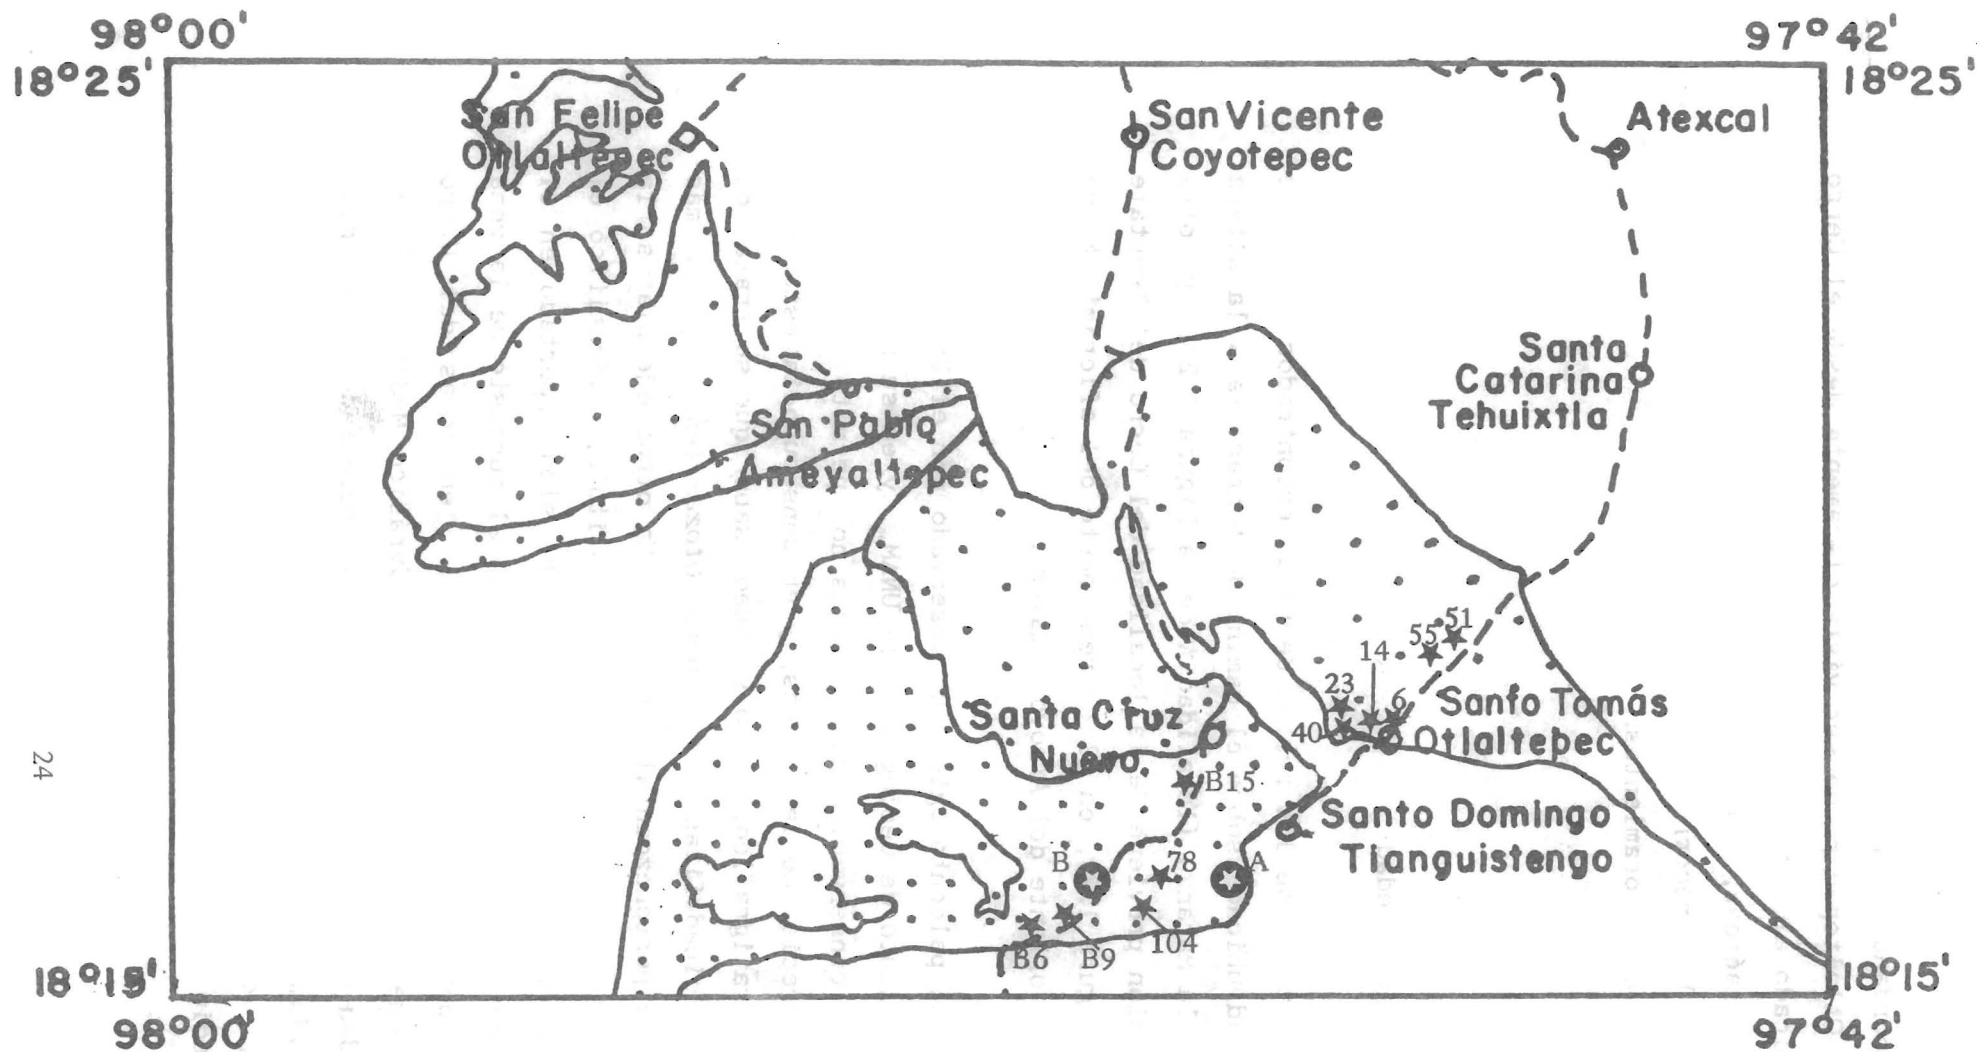 98°00'
97°42'
18°25'
18°25'
San Felipe
Otlaltepec
San Vicente
Coyotepec
Atexcal
Santa
Catarina
Tehuixtla
San Pablo
Ameyaltepec
51
55
14
23
6
40
Santo Tomás
Otlaltepec
Santa Cruz
Nuevo
B15
Santo Domingo
Tianguistengo
B
78
A
B6
B9
104
24
18°15'
18°15'
98°00'
97°42'